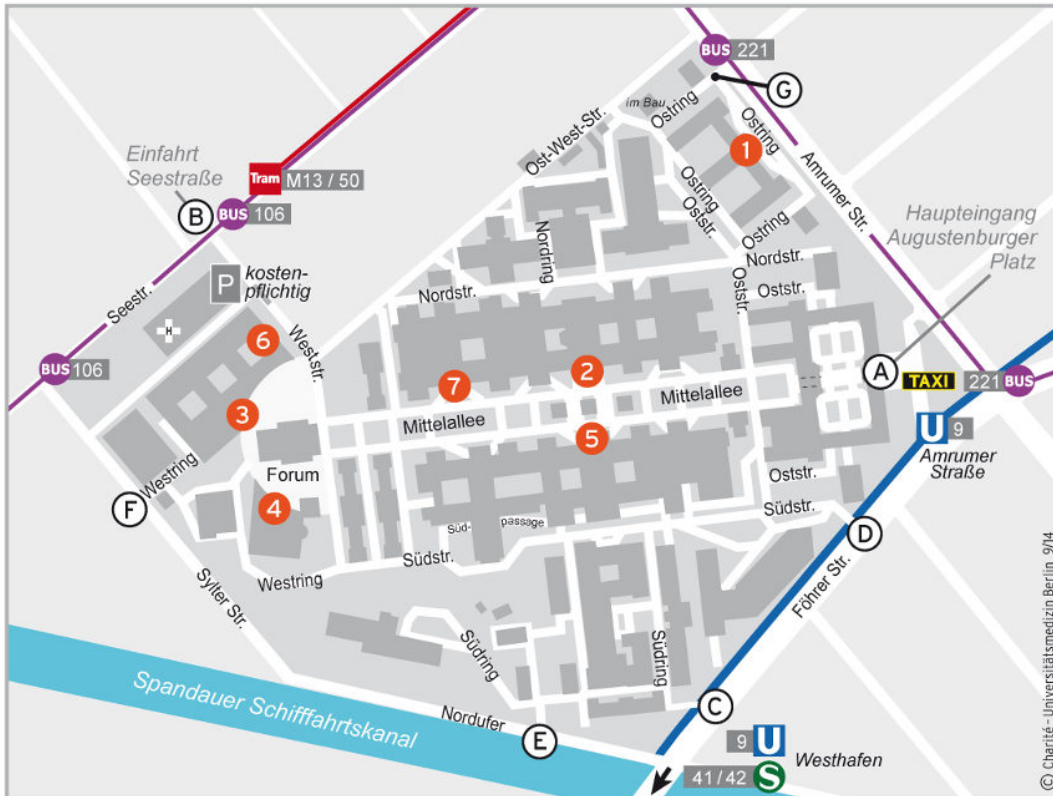 BUS 221
G
im Bau
Ostring
Ostring
1
Ost-West-Str.
Einfahrt
Seestraße
Tram M13 / 50
B
BUS 106
Amrumer Str.
Haupteingang
Augustenburger
Platz
Ostring
Oststr.
Ostring
Nordring
Nordstr.
P kosten-
pflichtig
Seestr.
H
Nordstr.
Oststr.
Oststr.
Weststr.
6
BUS 106
7
2
A
TAXI
221 BUS
3
Mittelallee
Mittelallee
5
U 9
Amrumer
Straße
Westring
Forum
F
4
Oststr.
Südstr.
Süd- passage
D
Südstr.
Westring
Föhrer Str.
Sylter Str.
Südring
Südring
Spandauer Schifffahrtskanal
Nordufer
C
E
9 U
Westhafen
41 / 42 S
© Charité - Universitätsmedizin Berlin 9/14